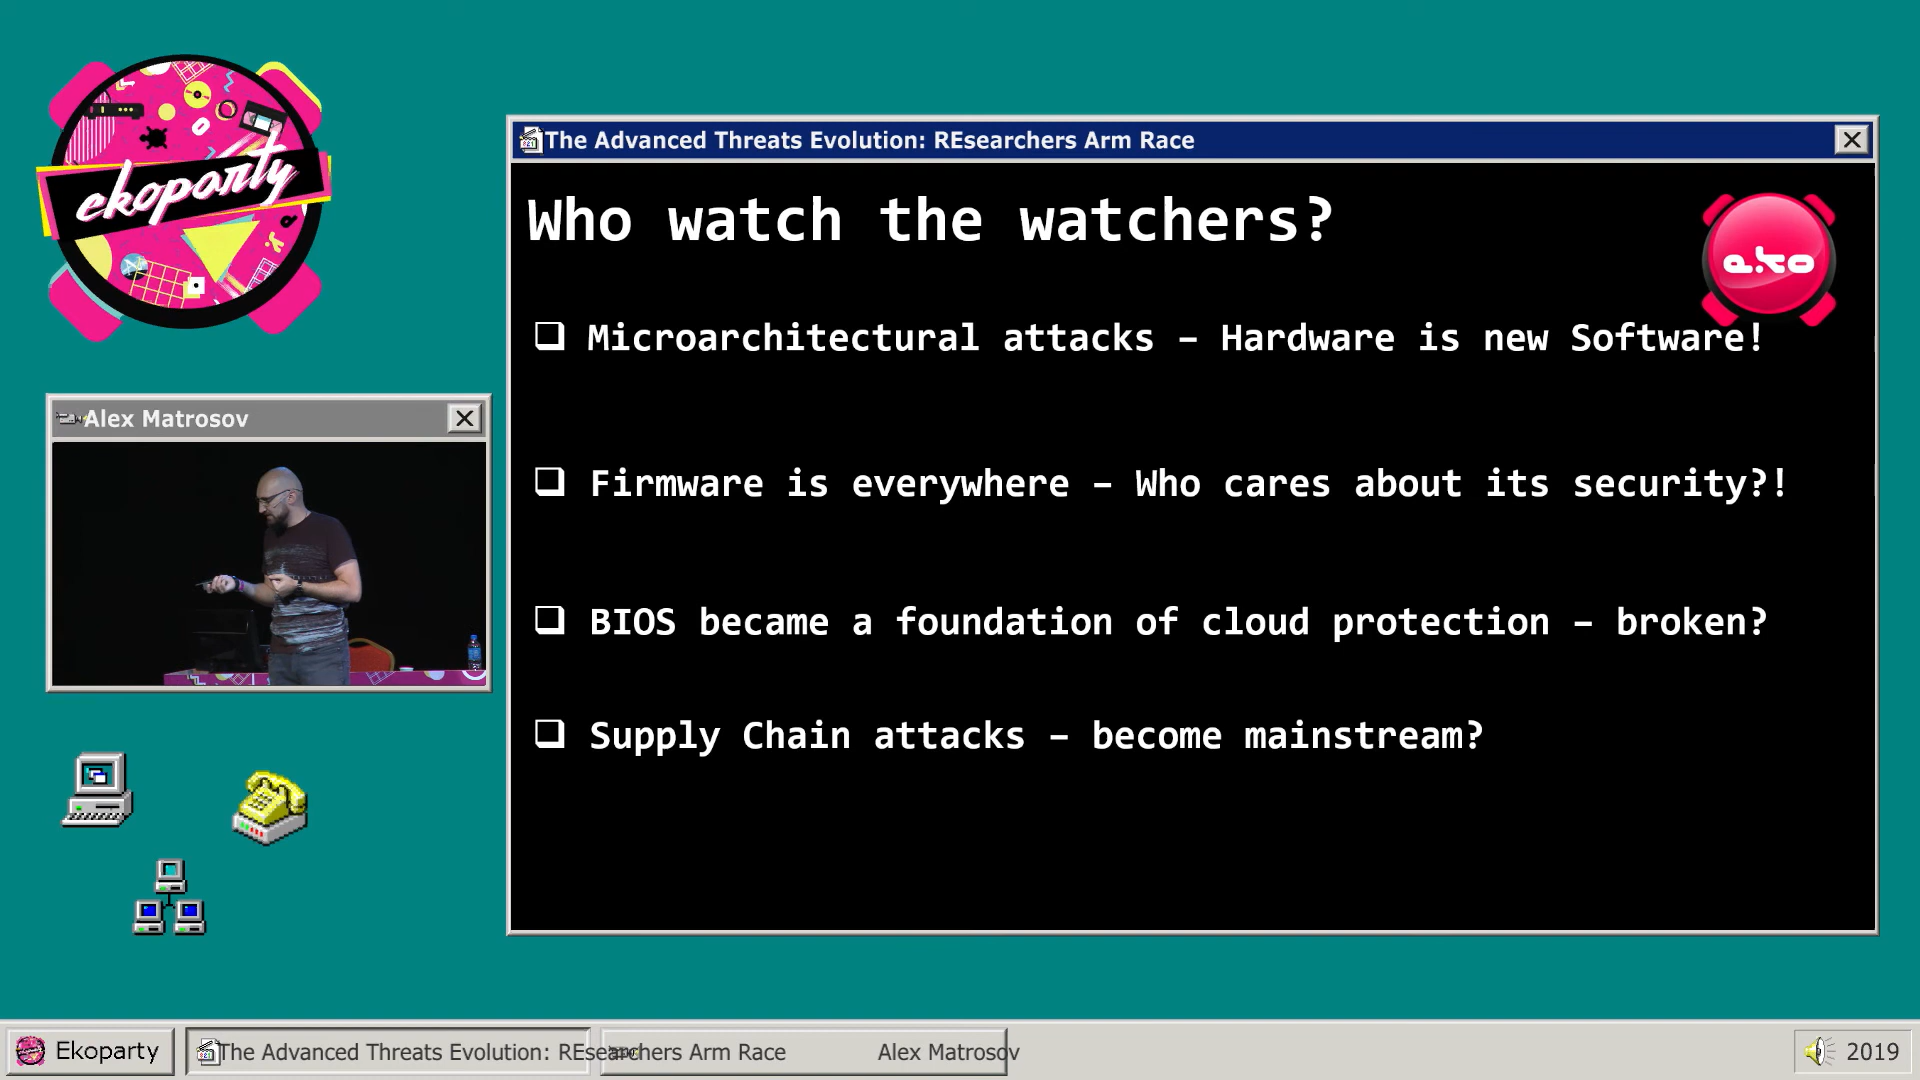 ekoparty
The Advanced Threats Evolution: REsearchers Arm Race
Who watch the watchers?
eko
❑ Microarchitectural attacks – Hardware is new Software!
❑ Firmware is everywhere – Who cares about its security?!
❑ BIOS became a foundation of cloud protection – broken?
❑ Supply Chain attacks – become mainstream?
Alex Matrosov
Ekoparty
The Advanced Threats Evolution: REsearchers Arm Race
Alex Matrosov
2019